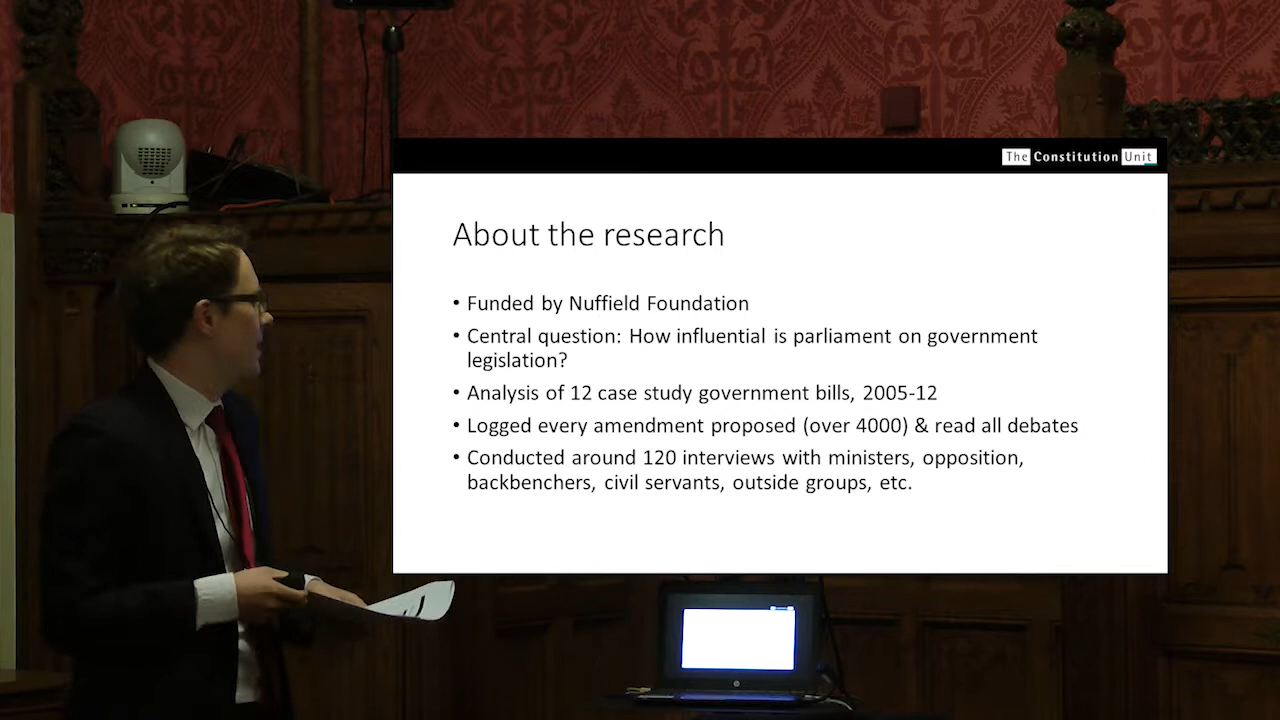 The Constitution Unit
About the research
• Funded by Nuffield Foundation
• Central question: How influential is parliament on government
legislation?
• Analysis of 12 case study government bills, 2005-12
• Logged every amendment proposed (over 4000) & read all debates
• Conducted around 120 interviews with ministers, opposition,
backbenchers, civil servants, outside groups, etc.